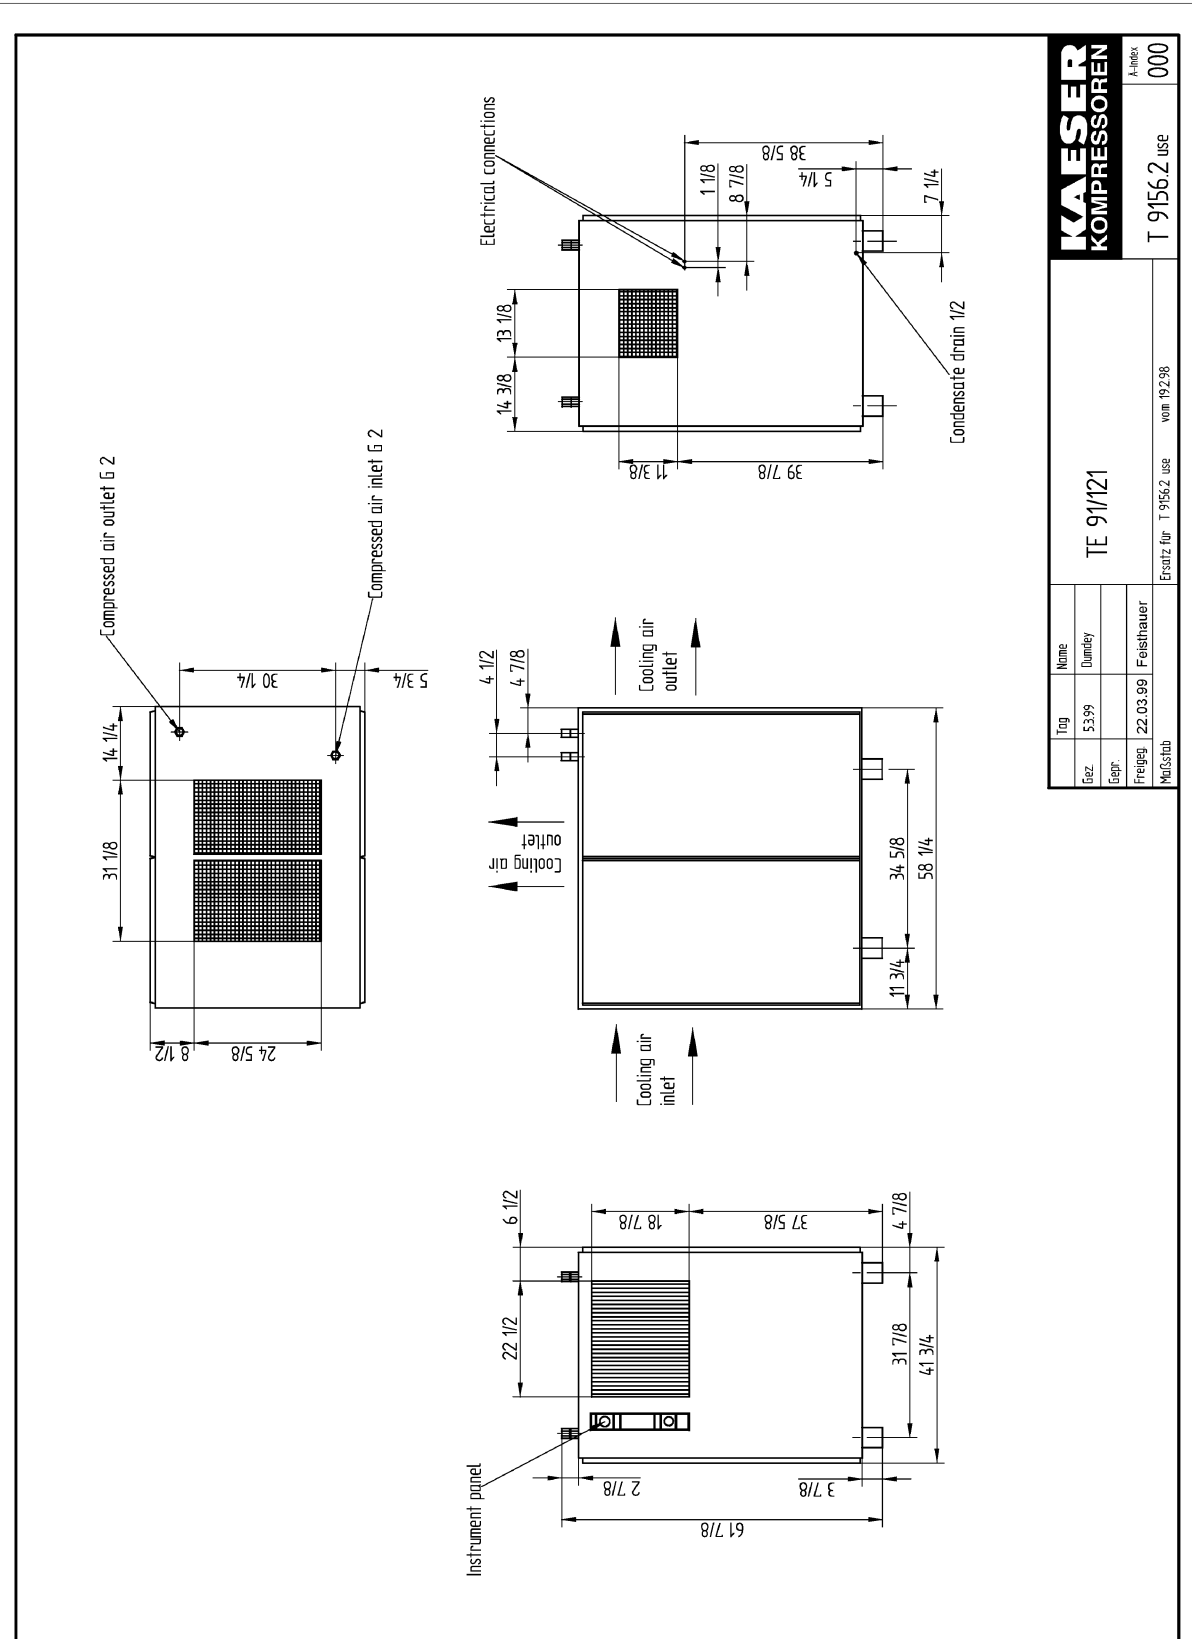 Electrical connections
38 5/8
1 1/8
8 7/8
5 1/4
7 1/4
13 1/8
14 3/8
11 3/8
39 7/8
Condensate drain 1/2
Compressed air outlet G 2
Compressed air inlet G 2
30 1/4
5 3/4
14 1/4
31 1/8
8 1/2
24 5/8
4 1/2
4 7/8
Cooling air
outlet
Cooling air
outlet
34 5/8
58 1/4
11 3/4
Cooling air
inlet
6 1/2
22 1/2
18 7/8
37 5/8
4 7/8
31 7/8
41 3/4
2 7/8
3 7/8
61 7/8
Instrument panel
KAESER
KOMPRESSOREN
A-Index
000
T 9156.2 use
TE 91/121
Ersatz für T 9156.2 use vom 19.2.98
Tag Name
Gez. 5.3.99 Dumdey
Gepr.
Freigeg. 22.03.99 Feisthauer
Maßstab